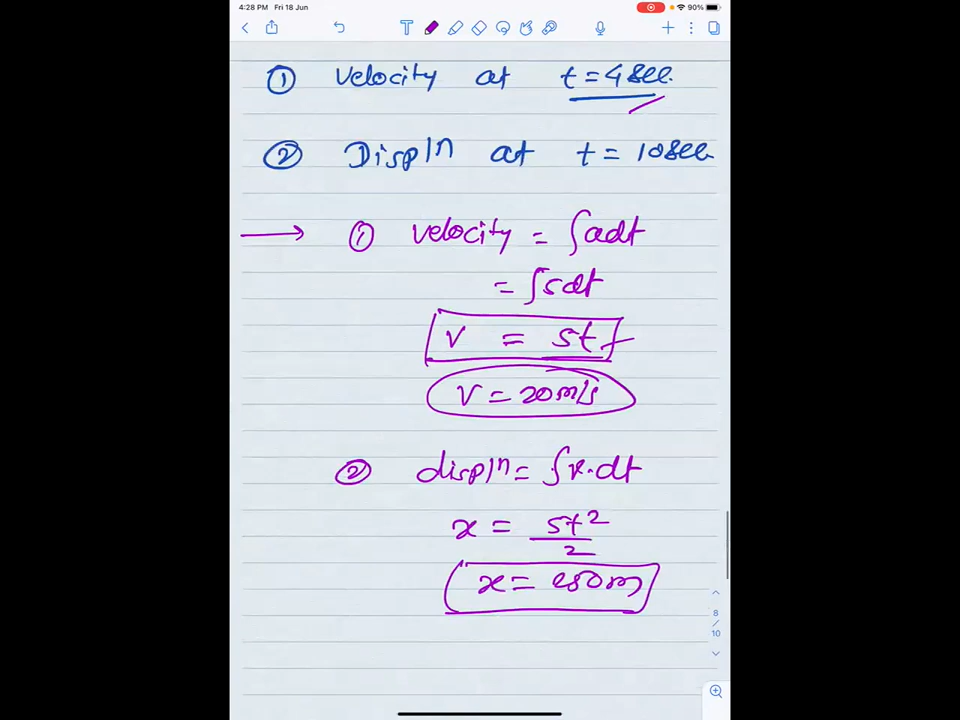 4:28 PM Fri 18 Jun 90%
T
① velocity at t = 4 sec
② Displn at t = 10 sec
① velocity = ∫adt
= ∫5dt
v = 5t
v = 20 m/s
② displn = ∫v.dt
x = 5t²/2
x = 250m
8
/
10